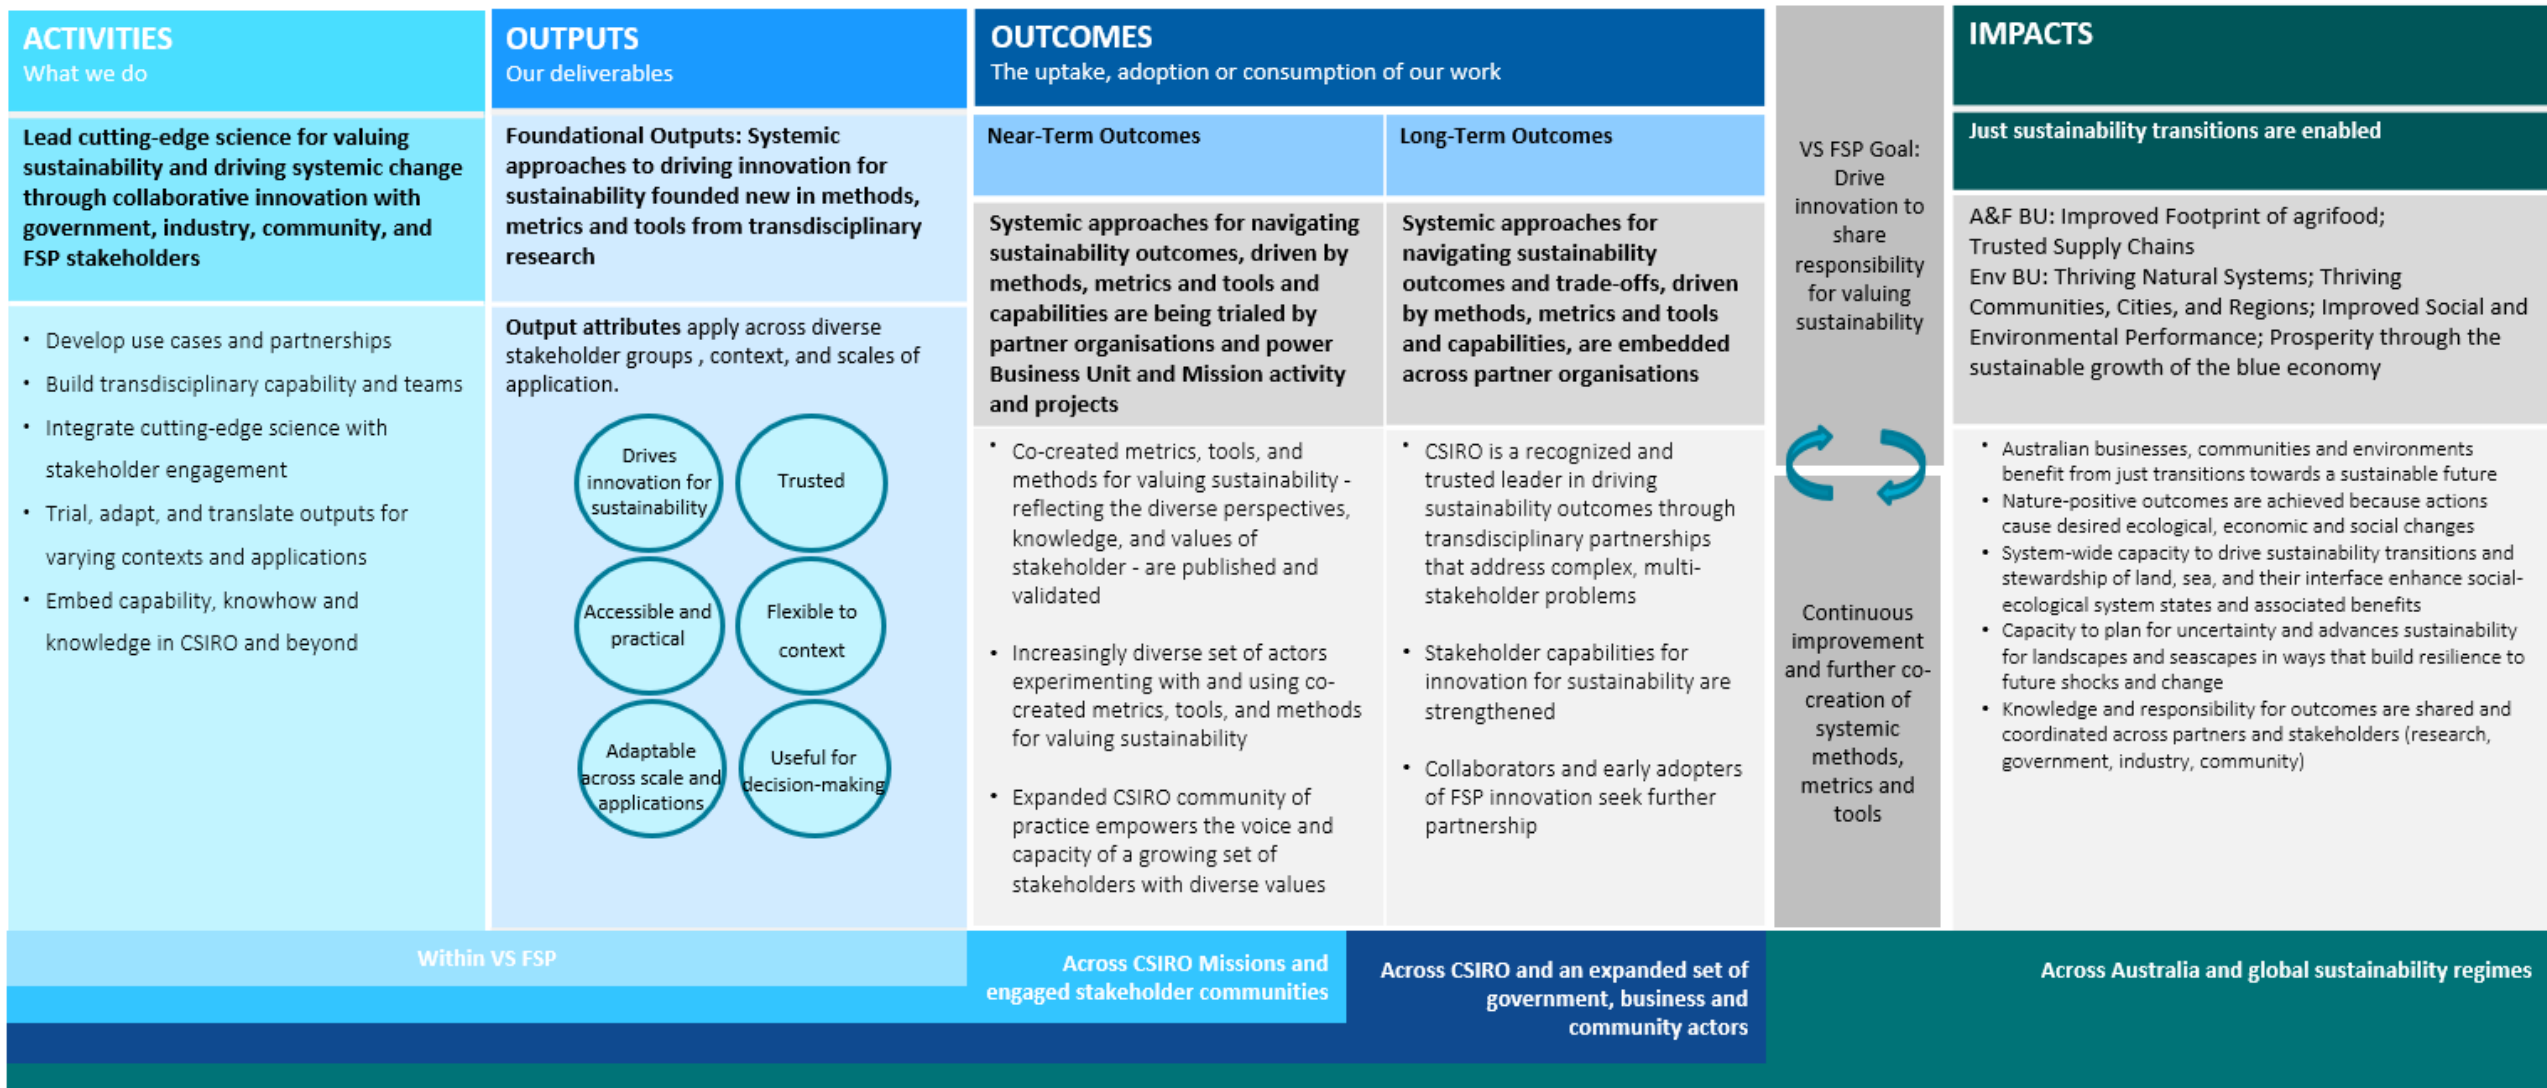 ACTIVITIES
What we do
Lead cutting-edge science for valuing
sustainability and driving systemic change
through collaborative innovation with
government, industry, community, and
FSP stakeholders
• Develop use cases and partnerships
• Build transdisciplinary capability and teams
• Integrate cutting-edge science with
stakeholder engagement
• Trial, adapt, and translate outputs for
varying contexts and applications
• Embed capability, knowhow and
knowledge in CSIRO and beyond
OUTPUTS
Our deliverables
Foundational Outputs: Systemic
approaches to driving innovation for
sustainability founded new in methods,
metrics and tools from transdisciplinary
research
Output attributes apply across diverse
stakeholder groups , context, and scales of
application.
Drives
innovation for
sustainability
Trusted
Accessible and
practical
Flexible to
context
Adaptable
across scale and
applications
Useful for
decision-making
OUTCOMES
The uptake, adoption or consumption of our work
Near-Term Outcomes
Systemic approaches for navigating
sustainability outcomes, driven by
methods, metrics and tools and
capabilities are being trialed by
partner organisations and power
Business Unit and Mission activity
and projects
• Co-created metrics, tools, and
methods for valuing sustainability -
reflecting the diverse perspectives,
knowledge, and values of
stakeholder - are published and
validated
• Increasingly diverse set of actors
experimenting with and using co-
created metrics, tools, and methods
for valuing sustainability
• Expanded CSIRO community of
practice empowers the voice and
capacity of a growing set of
stakeholders with diverse values
Long-Term Outcomes
Systemic approaches for
navigating sustainability
outcomes and trade-offs, driven
by methods, metrics and tools
and capabilities, are embedded
across partner organisations
• CSIRO is a recognized and
trusted leader in driving
sustainability outcomes through
transdisciplinary partnerships
that address complex, multi-
stakeholder problems
• Stakeholder capabilities for
innovation for sustainability are
strengthened
• Collaborators and early adopters
of FSP innovation seek further
partnership
VS FSP Goal:
Drive
innovation to
share
responsibility
for valuing
sustainability
Continuous
improvement
and further co-
creation of
systemic
methods,
metrics and
tools
IMPACTS
Just sustainability transitions are enabled
A&F BU: Improved Footprint of agrifood;
Trusted Supply Chains
Env BU: Thriving Natural Systems; Thriving
Communities, Cities, and Regions; Improved Social and
Environmental Performance; Prosperity through the
sustainable growth of the blue economy
• Australian businesses, communities and environments
benefit from just transitions towards a sustainable future
• Nature-positive outcomes are achieved because actions
cause desired ecological, economic and social changes
• System-wide capacity to drive sustainability transitions and
stewardship of land, sea, and their interface enhance social-
ecological system states and associated benefits
• Capacity to plan for uncertainty and advances sustainability
for landscapes and seascapes in ways that build resilience to
future shocks and change
• Knowledge and responsibility for outcomes are shared and
coordinated across partners and stakeholders (research,
government, industry, community)
Within VS FSP
Across CSIRO Missions and
engaged stakeholder communities
Across CSIRO and an expanded set of
government, business and
community actors
Across Australia and global sustainability regimes